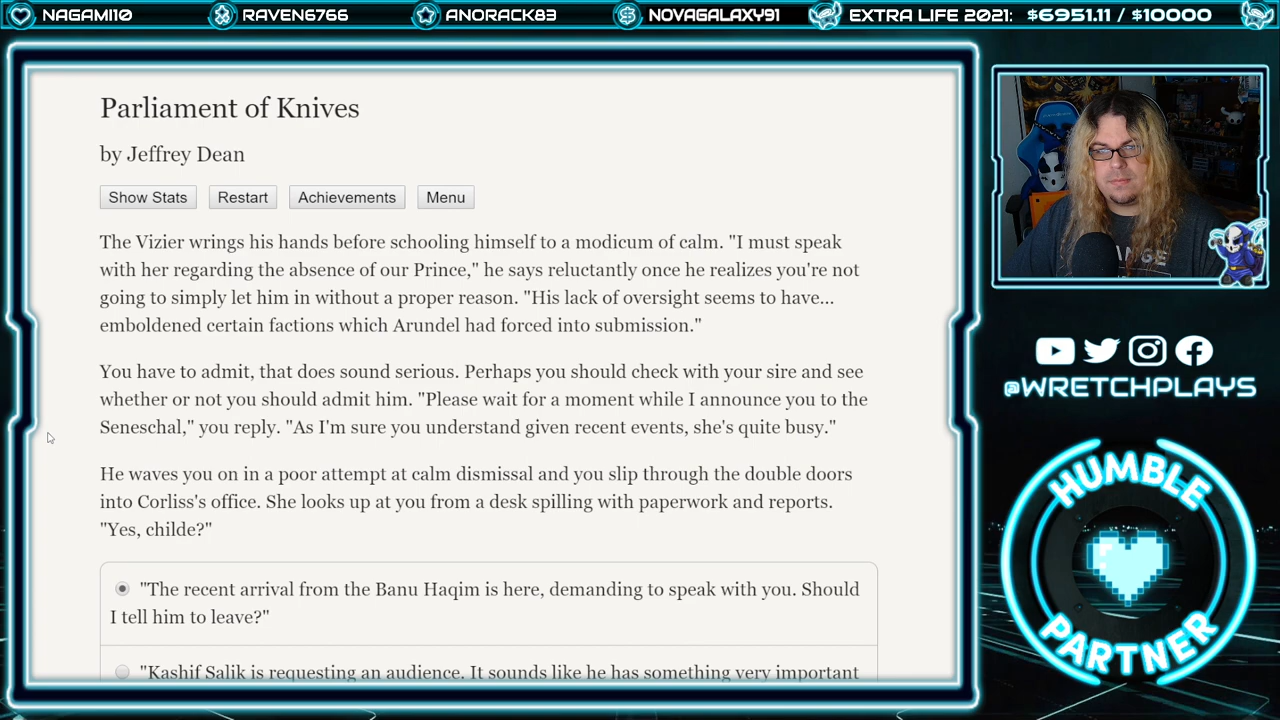 NAGAMI10 RAVEN6766 ANORACK83 NOVAGALAXY91 EXTRA LIFE 2021: $6951.11 / $10000
Parliament of Knives
by Jeffrey Dean
Show Stats Restart Achievements Menu
The Vizier wrings his hands before schooling himself to a modicum of calm. "I must speak
with her regarding the absence of our Prince," he says reluctantly once he realizes you're not
going to simply let him in without a proper reason. "His lack of oversight seems to have...
emboldened certain factions which Arundel had forced into submission."
You have to admit, that does sound serious. Perhaps you should check with your sire and see
whether or not you should admit him. "Please wait for a moment while I announce you to the
Seneschal," you reply. "As I'm sure you understand given recent events, she's quite busy."
He waves you on in a poor attempt at calm dismissal and you slip through the double doors
into Corliss's office. She looks up at you from a desk spilling with paperwork and reports.
"Yes, childe?"
"The recent arrival from the Banu Haqim is here, demanding to speak with you. Should
I tell him to leave?"
"Kashif Salik is requesting an audience. It sounds like he has something very important
@WRETCHPLAYS
HUMBLE
PARTNER